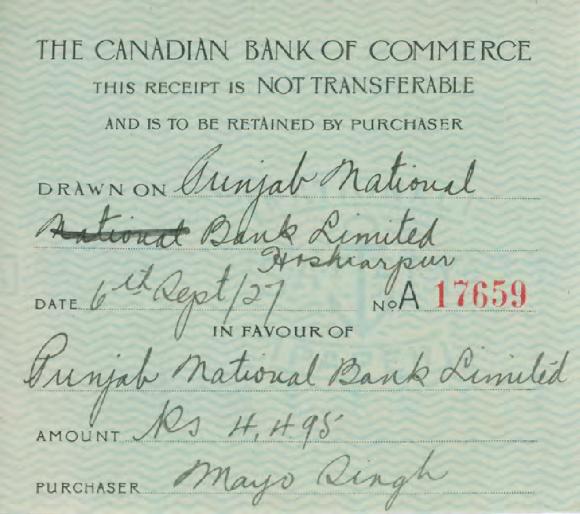 THE CANADIAN BANK OF COMMERCE
THIS RECEIPT IS NOT TRANSFERABLE
AND IS TO BE RETAINED BY PURCHASER
DRAWN ON Punjab National
National Bank Limited
Hoshiarpur
DATE 6th Sept/27 No A 17659
IN FAVOUR OF
Punjab National Bank Limited
AMOUNT Rs 4,495
PURCHASER Mayo Singh